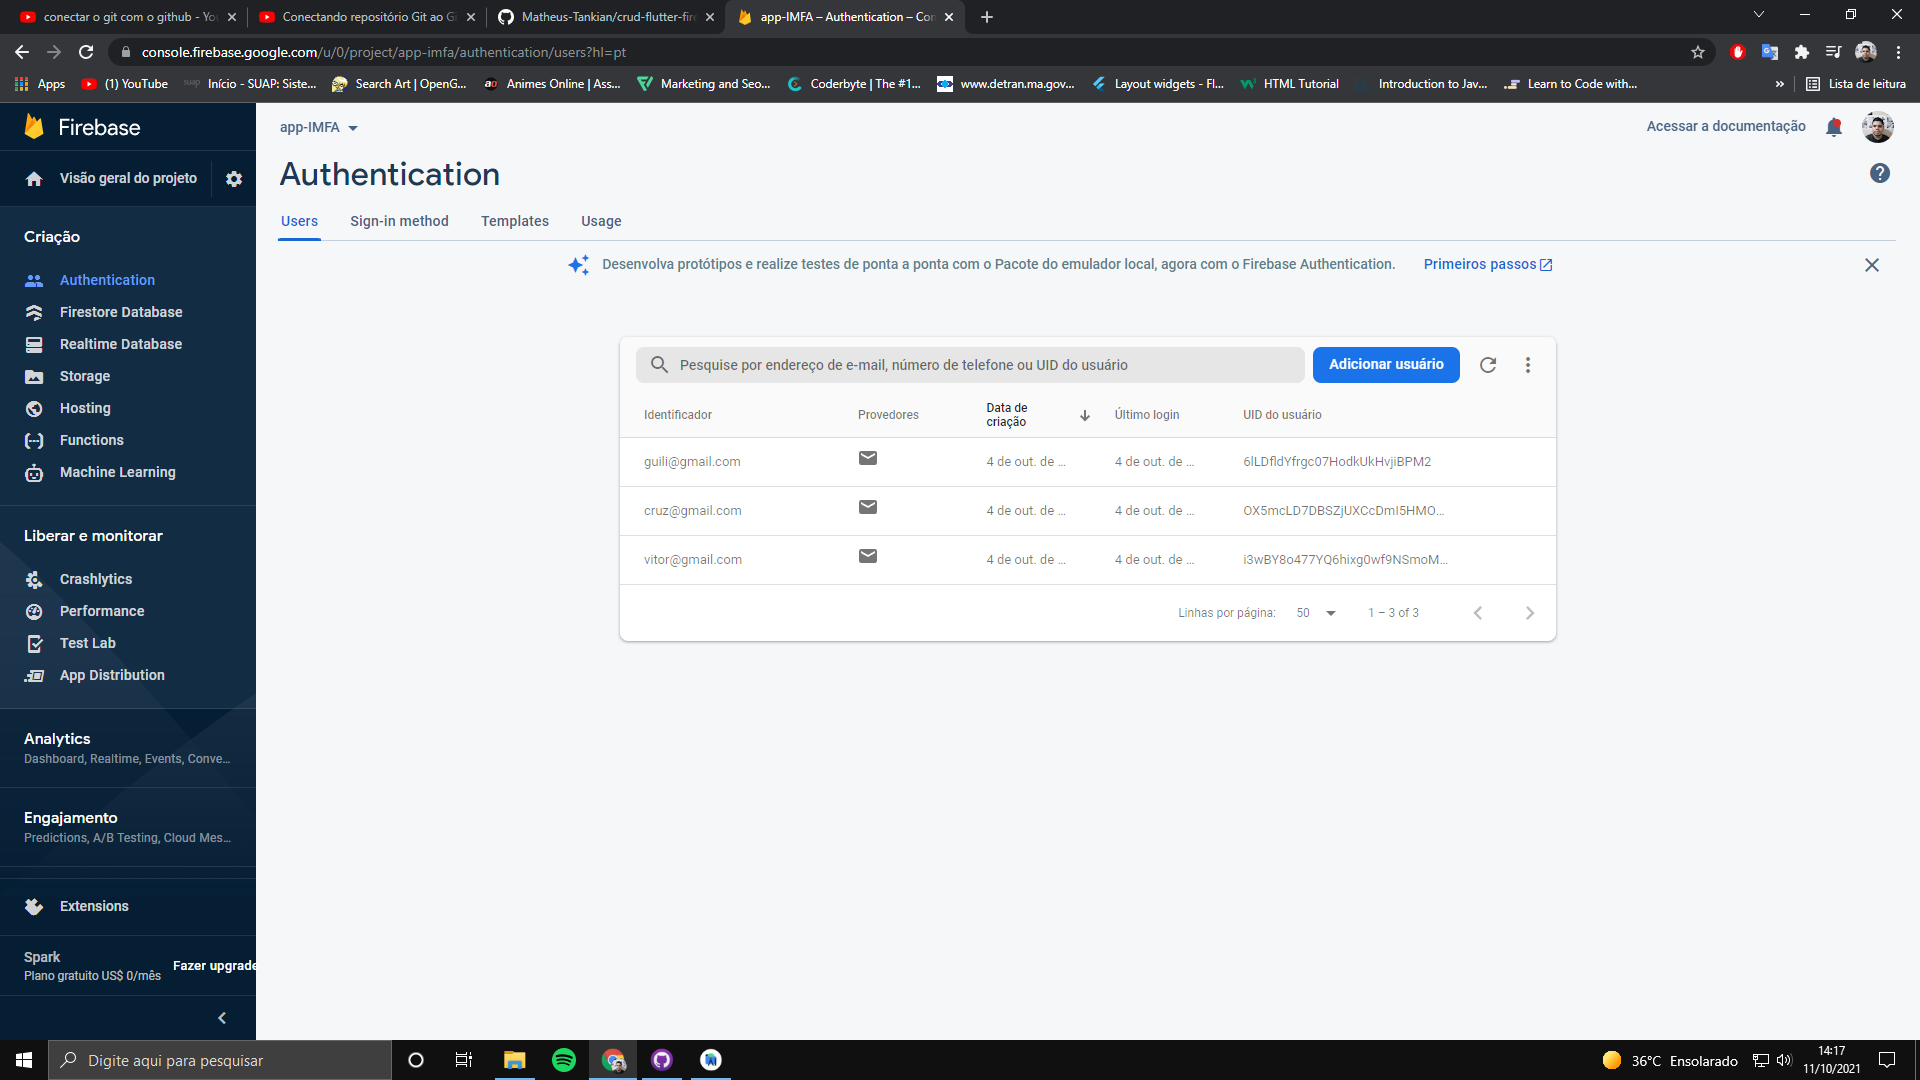 conectar o git com o github - Yo
Conectando repositório Git ao Gi
Matheus-Tankian/crud-flutter-fire
app-IMFA – Authentication – Con
console.firebase.google.com/u/0/project/app-imfa/authentication/users?hl=pt
Apps
(1) YouTube
Início - SUAP: Siste...
Search Art | OpenG...
Animes Online | Ass...
Marketing and Seo...
Coderbyte | The #1...
www.detran.ma.gov...
Layout widgets - Fl...
HTML Tutorial
Introduction to Jav...
Learn to Code with...
»
Lista de leitura
Firebase
app-IMFA
Acessar a documentação
Visão geral do projeto
Authentication
Users
Sign-in method
Templates
Usage
Desenvolva protótipos e realize testes de ponta a ponta com o Pacote do emulador local, agora com o Firebase Authentication.
Primeiros passos
Criação
Authentication
Firestore Database
Realtime Database
Storage
Hosting
Functions
Machine Learning
Liberar e monitorar
Crashlytics
Performance
Test Lab
App Distribution
Analytics
Dashboard, Realtime, Events, Conve...
Engajamento
Predictions, A/B Testing, Cloud Mes...
Extensions
Spark
Plano gratuito US$ 0/mês
Fazer upgrade
Pesquise por endereço de e-mail, número de telefone ou UID do usuário
Adicionar usuário
Identificador
Provedores
Data de
criação
Último login
UID do usuário
guili@gmail.com
4 de out. de ...
4 de out. de ...
6lLDfldYfrgc07HodkUkHvjiBPM2
cruz@gmail.com
4 de out. de ...
4 de out. de ...
OX5mcLD7DBSZjUXCcDmI5HMO...
vitor@gmail.com
4 de out. de ...
4 de out. de ...
i3wBY8o477YQ6hixg0wf9NSmoM...
Linhas por página:
50
1 – 3 of 3
Digite aqui para pesquisar
36°C Ensolarado
14:17
11/10/2021